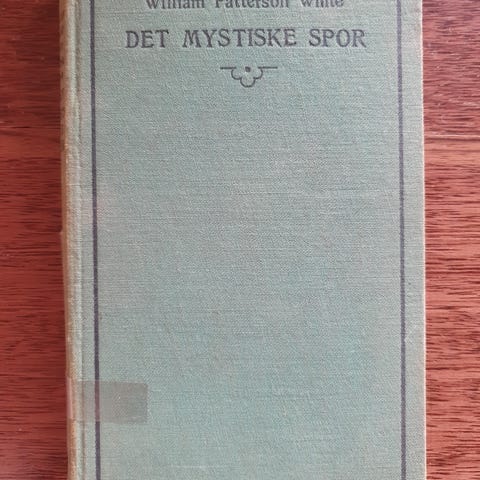 William Patterson White
DET MYSTISKE SPOR